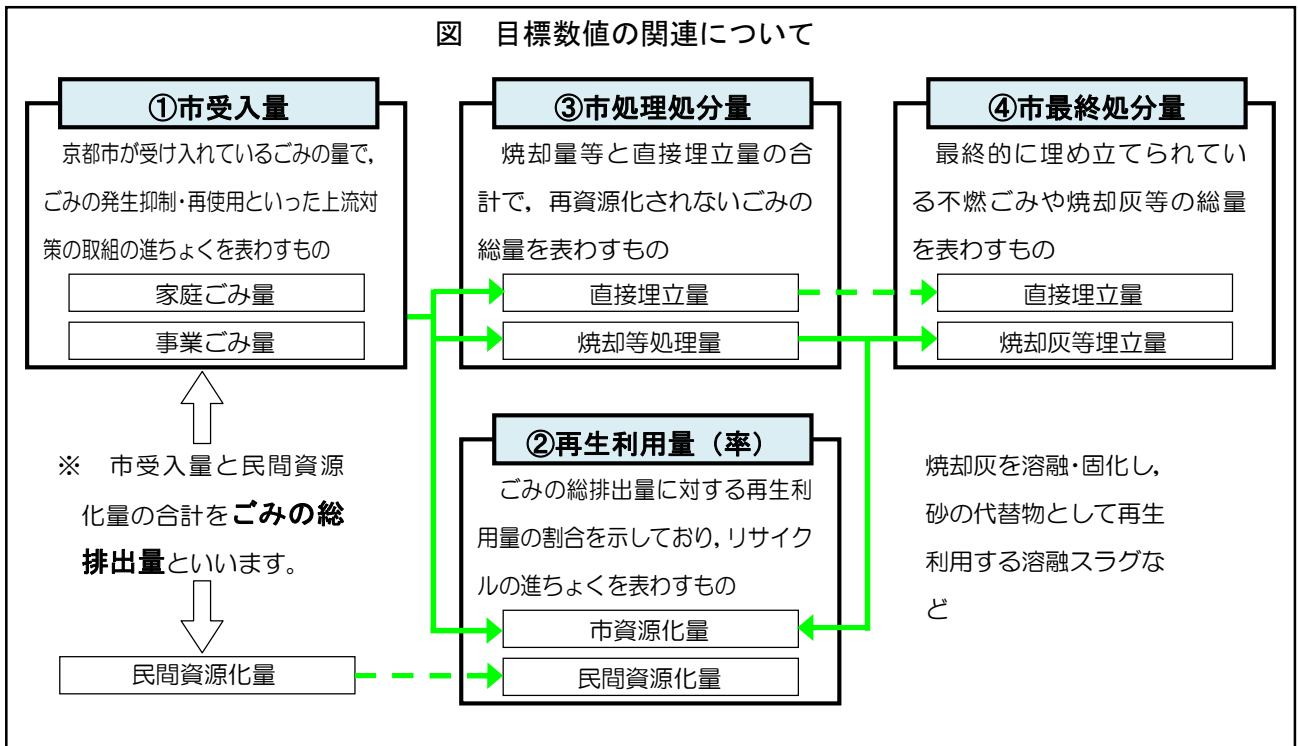 図　目標数値の関連について
①市受入量
京都市が受け入れているごみの量で,
ごみの発生抑制・再使用といった上流対
策の取組の進ちょくを表わすもの
家庭ごみ量
事業ごみ量
③市処理処分量
焼却量等と直接埋立量の合
計で，再資源化されないごみの
総量を表わすもの
直接埋立量
焼却等処理量
④市最終処分量
最終的に埋め立てられてい
る不燃ごみや焼却灰等の総量
を表わすもの
直接埋立量
焼却灰等埋立量
※　市受入量と民間資源
化量の合計をごみの総
排出量といいます。
民間資源化量
②再生利用量（率）
ごみの総排出量に対する再生利
用量の割合を示しており,リサイク
ルの進ちょくを表わすもの
市資源化量
民間資源化量
焼却灰を溶融・固化し,
砂の代替物として再生
利用する溶融スラグな
ど